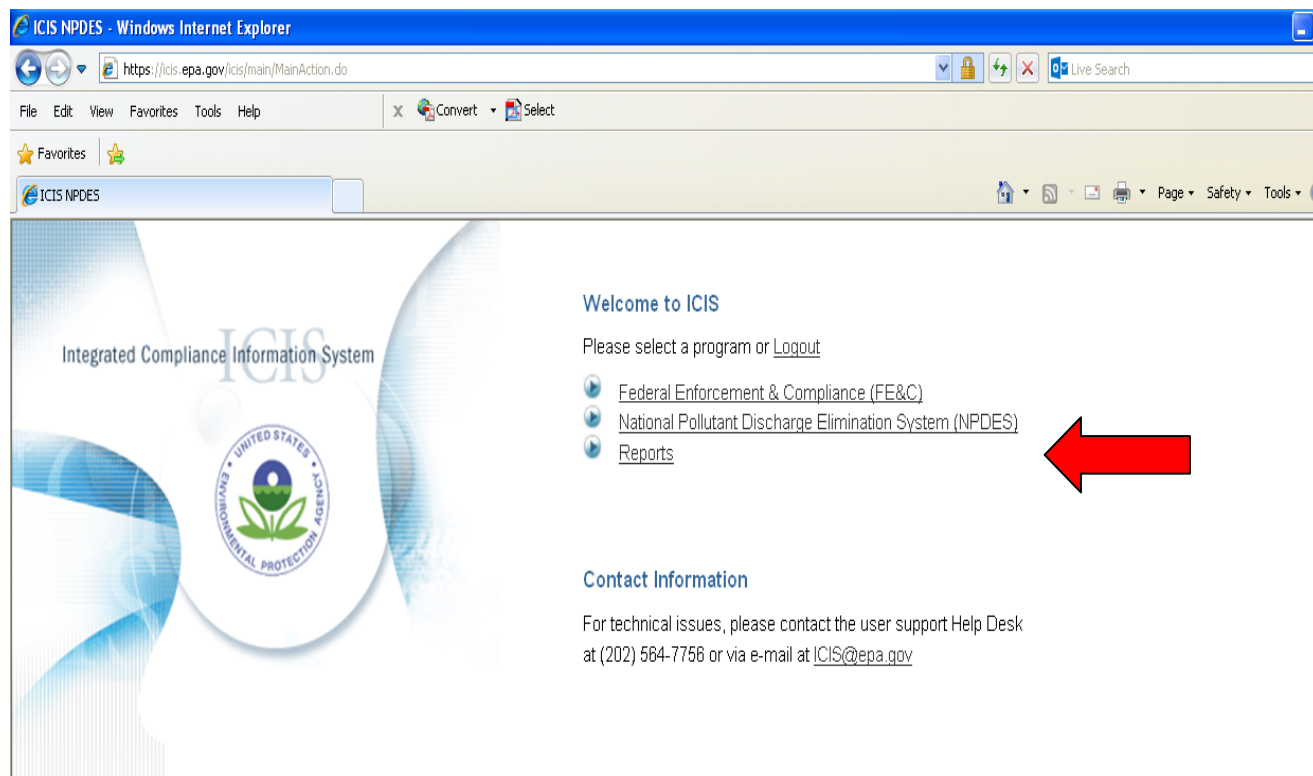 ICIS NPDES - Windows Internet Explorer
https://icis.epa.gov/icis/main/MainAction.do
Live Search
File Edit View Favorites Tools Help
x Convert Select
Favorites
ICIS NPDES
Page Safety Tools
Welcome to ICIS
Please select a program or Logout
ICIS
Integrated Compliance Information System
Federal Enforcement & Compliance (FE&C)
National Pollutant Discharge Elimination System (NPDES)
Reports
UNITED STATES
ENVIRONMENTAL PROTECTION AGENCY
Contact Information
For technical issues, please contact the user support Help Desk
at (202) 564-7756 or via e-mail at ICIS@epa.gov